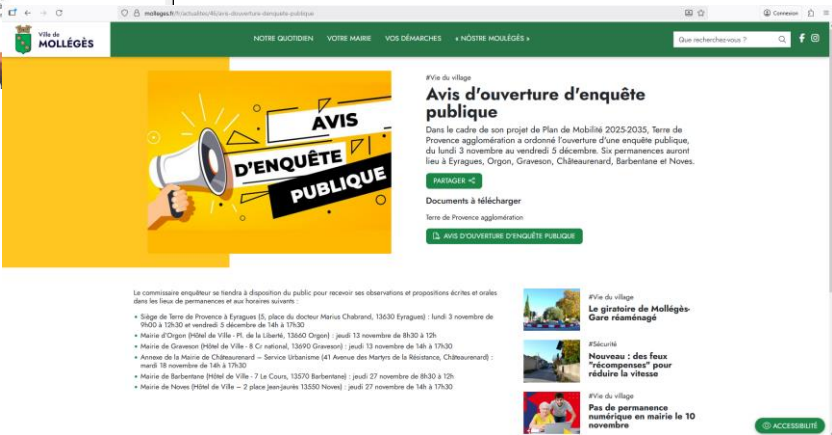 molleges.fr/fr/actualites/46/avis-douverture-denquete-publique
Connexion
Ville de
MOLLÉGÈS
NOTRE QUOTIDIEN VOTRE MAIRIE VOS DÉMARCHES « NÔSTRE MOULÈGÈS »
Que recherchez-vous ?
AVIS
D'ENQUÊTE
PUBLIQUE
#Vie du village
Avis d'ouverture d'enquête
publique
Dans le cadre de son projet de Plan de Mobilité 2025-2035, Terre de
Provence agglomération a ordonné l'ouverture d'une enquête publique,
du lundi 3 novembre au vendredi 5 décembre. Six permanences auront
lieu à Eyragues, Orgon, Graveson, Châteaurenard, Barbentane et Noves.
PARTAGER
Documents à télécharger
Terre de Provence agglomération
AVIS D'OUVERTURE D'ENQUÊTE PUBLIQUE
Le commissaire enquêteur se tiendra à disposition du public pour recevoir ses observations et propositions écrites et orales
dans les lieux de permanences et aux horaires suivants :
• Siège de Terre de Provence à Eyragues (5, place du docteur Marius Chabrand, 13630 Eyragues) : lundi 3 novembre de
9h00 à 12h30 et vendredi 5 décembre de 14h à 17h30
• Mairie d'Orgon (Hôtel de Ville - Pl. de la Liberté, 13660 Orgon) : jeudi 13 novembre de 8h30 à 12h
• Mairie de Graveson (Hôtel de Ville - 8 Cr national, 13690 Graveson) : jeudi 13 novembre de 14h à 17h30
• Annexe de la Mairie de Châteaurenard – Service Urbanisme (41 Avenue des Martyrs de la Résistance, Châteaurenard) :
mardi 18 novembre de 14h à 17h30
• Mairie de Barbentane (Hôtel de Ville - 7 Le Cours, 13570 Barbentane) : jeudi 27 novembre de 8h30 à 12h
• Mairie de Noves (Hôtel de Ville – 2 place Jean-Jaurès 13550 Noves) : jeudi 27 novembre de 14h à 17h30
#Vie du village
Le giratoire de Mollégès-
Gare réaménagé
#Sécurité
Nouveau : des feux
"récompenses" pour
réduire la vitesse
#Vie du village
Pas de permanence
numérique en mairie le 10
novembre
ACCESSIBILITÉ